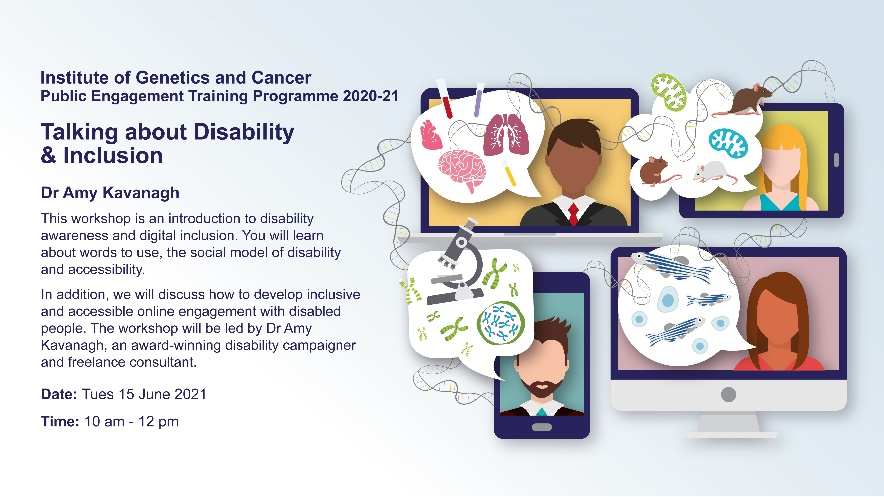 Institute of Genetics and Cancer
Public Engagement Training Programme 2020-21
Talking about Disability
& Inclusion
Dr Amy Kavanagh
This workshop is an introduction to disability
awareness and digital inclusion. You will learn
about words to use, the social model of disability
and accessibility.
In addition, we will discuss how to develop inclusive
and accessible online engagement with disabled
people. The workshop will be led by Dr Amy
Kavanagh, an award-winning disability campaigner
and freelance consultant.
Date: Tues 15 June 2021
Time: 10 am - 12 pm